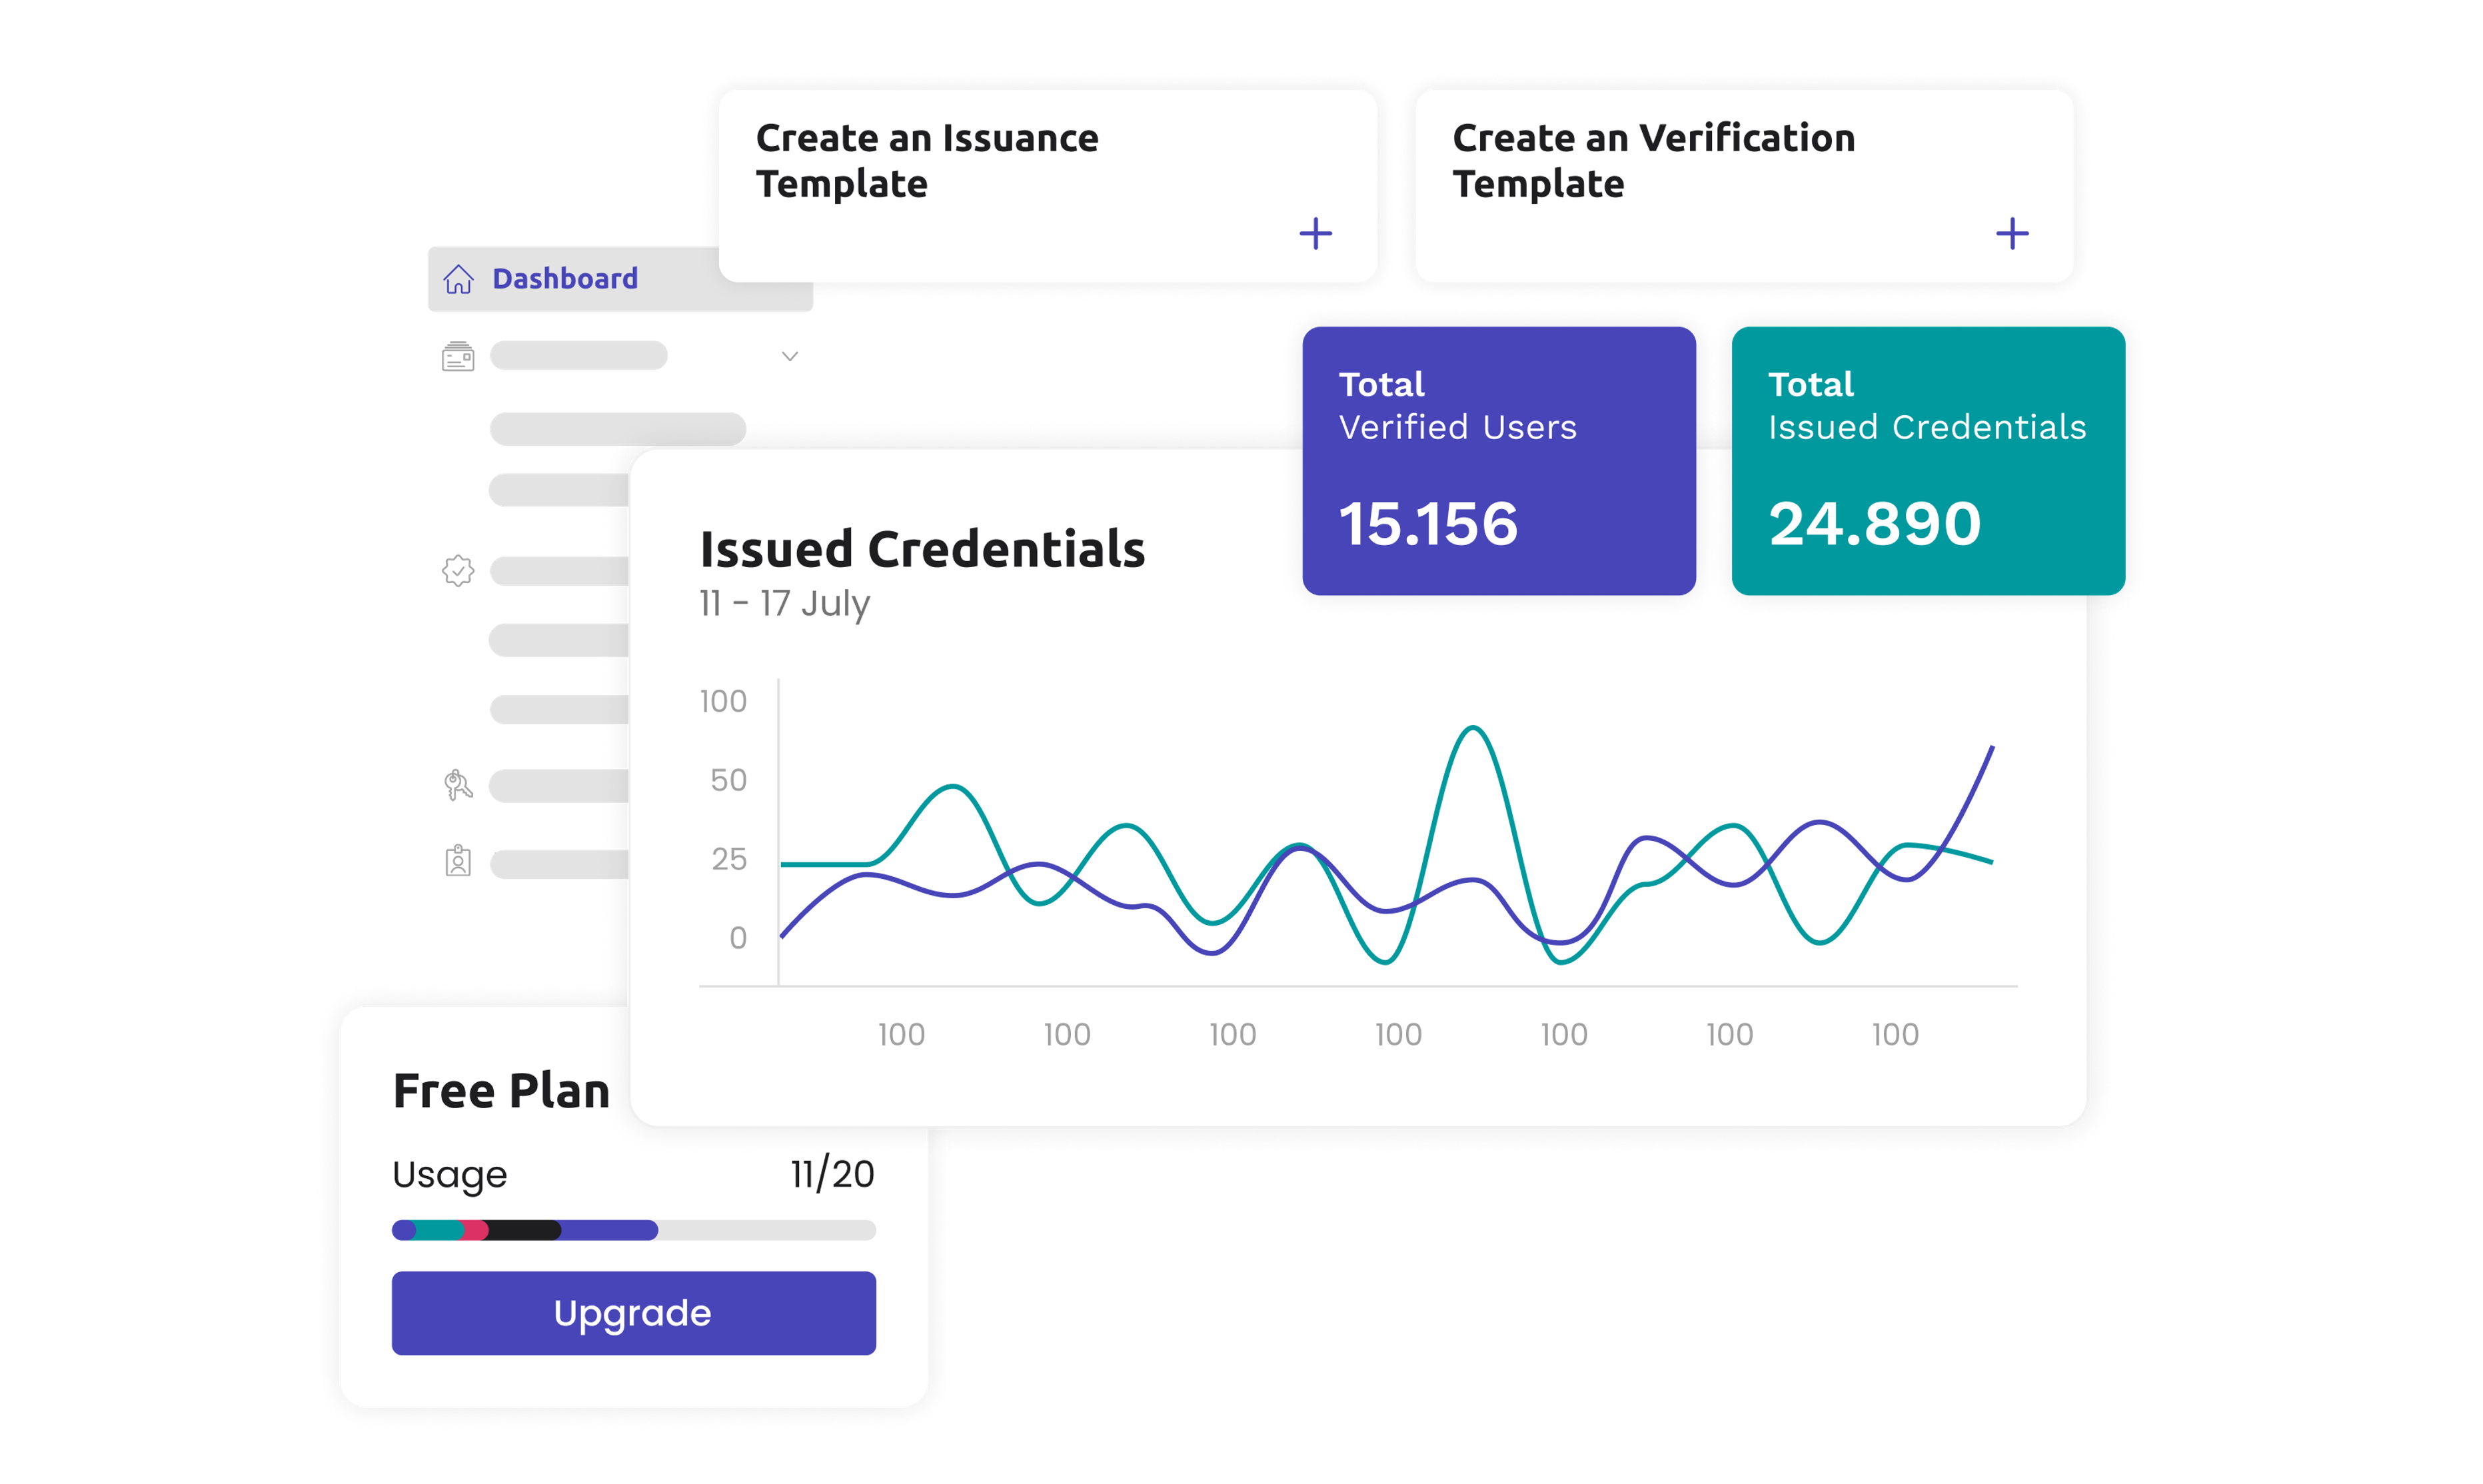 Create an Issuance
Template
Create an Verification
Template
Dashboard
Total
Verified Users
15.156
Total
Issued Credentials
24.890
Issued Credentials
11 – 17 July
100
50
25
0
100 100 100 100 100 100 100
Free Plan
Usage 11/20
Upgrade